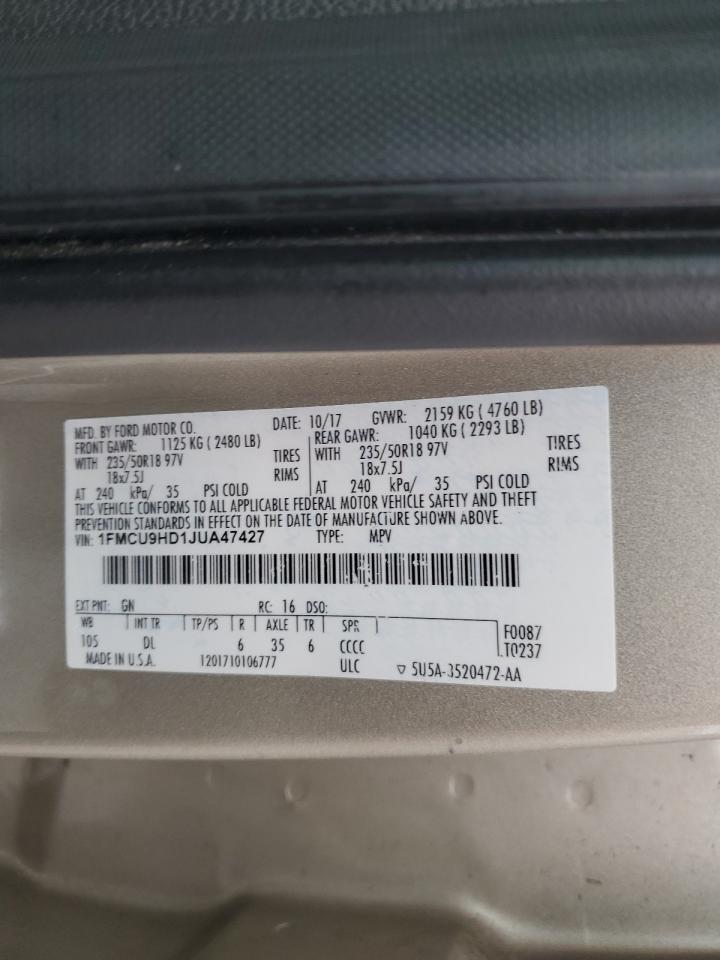 MFD. BY FORD MOTOR CO. DATE: 10/17 GVWR: 2159 KG ( 4760 LB)
FRONT GAWR: 1125 KG ( 2480 LB) REAR GAWR: 1040 KG ( 2293 LB)
WITH 235/50R18 97V TIRES WITH 235/50R18 97V TIRES
18x7.5J RIMS 18x7.5J RIMS
AT 240 kPa/ 35 PSI COLD AT 240 kPa/ 35 PSI COLD
THIS VEHICLE CONFORMS TO ALL APPLICABLE FEDERAL MOTOR VEHICLE SAFETY AND THEFT
PREVENTION STANDARDS IN EFFECT ON THE DATE OF MANUFACTURE SHOWN ABOVE.
VIN: 1FMCU9HD1JUA47427 TYPE: MPV
EXT PNT: GN RC: 16 DSO:
WB INT TR TP/PS R AXLE TR SPR F0087
105 DL 6 35 6 CCCC T0237
MADE IN U.S.A. 1201710106777 ULC 5U5A-3520472-AA